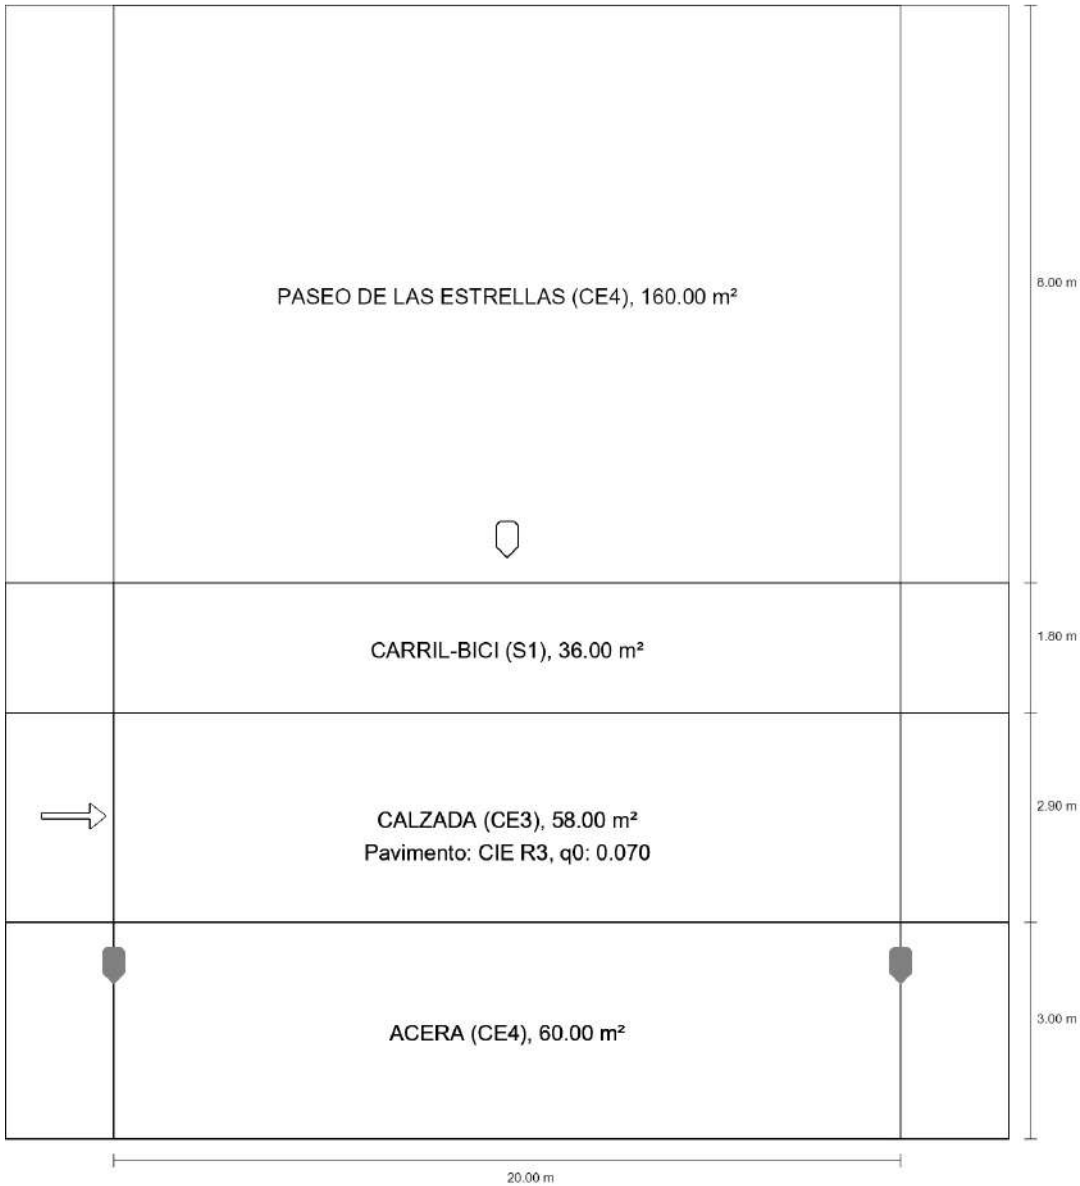 PASEO DE LAS ESTRELLAS (CE4), 160.00 m²
8.00 m
CARRIL-BICI (S1), 36.00 m²
1.80 m
CALZADA (CE3), 58.00 m²
Pavimento: CIE R3, q0: 0.070
2.90 m
ACERA (CE4), 60.00 m²
3.00 m
20.00 m